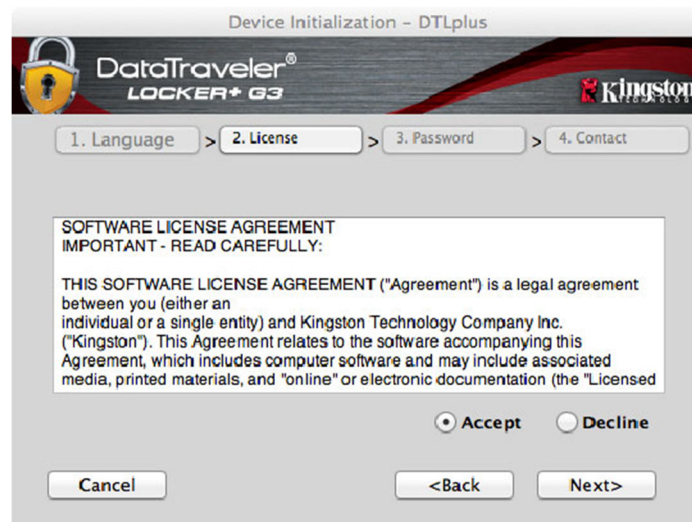 Device Initialization - DTLplus
DataTraveler®
LOCKER+ G3
Kingston
TECHNOLOGY
1. Language > 2. License > 3. Password > 4. Contact
SOFTWARE LICENSE AGREEMENT
IMPORTANT - READ CAREFULLY:
THIS SOFTWARE LICENSE AGREEMENT ("Agreement") is a legal agreement
between you (either an
individual or a single entity) and Kingston Technology Company Inc.
("Kingston"). This Agreement relates to the software accompanying this
Agreement, which includes computer software and may include associated
media, printed materials, and "online" or electronic documentation (the "Licensed
Accept Decline
Cancel <Back Next>